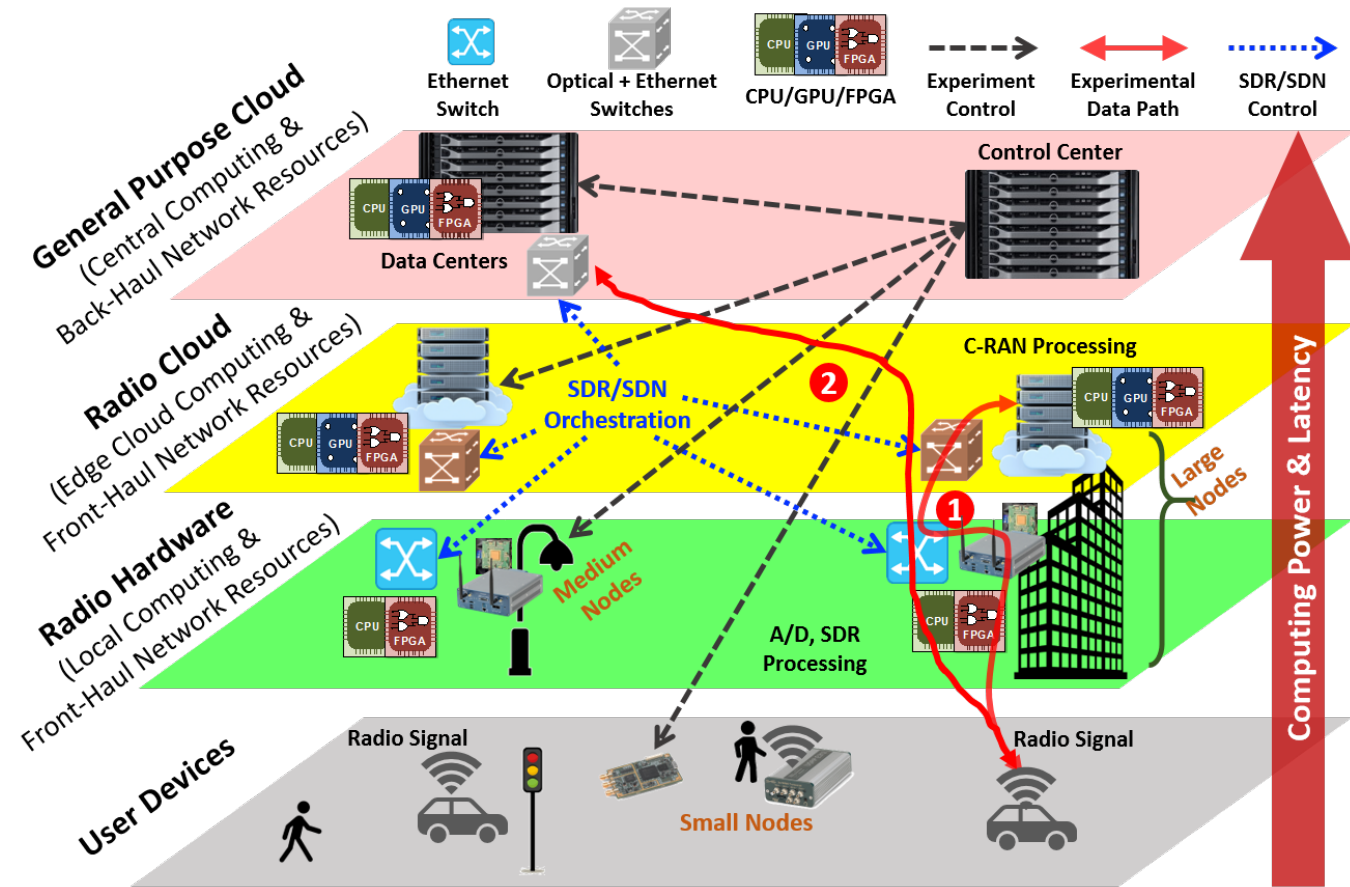 Ethernet
Switch
Optical + Ethernet
Switches
CPU
GPU
FPGA
CPU/GPU/FPGA
Experiment
Control
Experimental
Data Path
SDR/SDN
Control
General Purpose Cloud
(Central Computing &
Back-Haul Network Resources)
CPU
GPU
FPGA
Data Centers
Control Center
Radio Cloud
(Edge Cloud Computing &
Front-Haul Network Resources)
CPU
GPU
FPGA
SDR/SDN
Orchestration
2
C-RAN Processing
CPU
GPU
FPGA
Large
Nodes
Radio Hardware
(Local Computing &
Front-Haul Network Resources)
CPU
FPGA
Medium
Nodes
1
CPU
FPGA
A/D, SDR
Processing
User Devices
Radio Signal
Small Nodes
Radio Signal
Computing Power & Latency